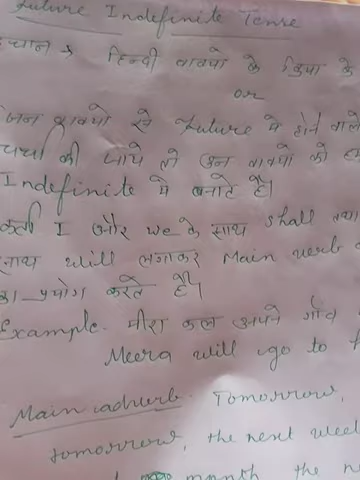 Future Indefinite Tense
पहचान → हिन्दी वाक्यो के क्रिया के
or
जिन वाक्यो से Future मे होने वाले
चर्चा की जाये तो उन वाक्यो को
Indefinite मे बनाते है।
कर्ता I और we के साथ shall तथा
साथ will लगाकर Main verb
का प्रयोग करते हैं।
Example. मीरा कल अपने गाँव
Meera will go to
Main adverb. Tomorrow,
tomorrow, the next week
month the